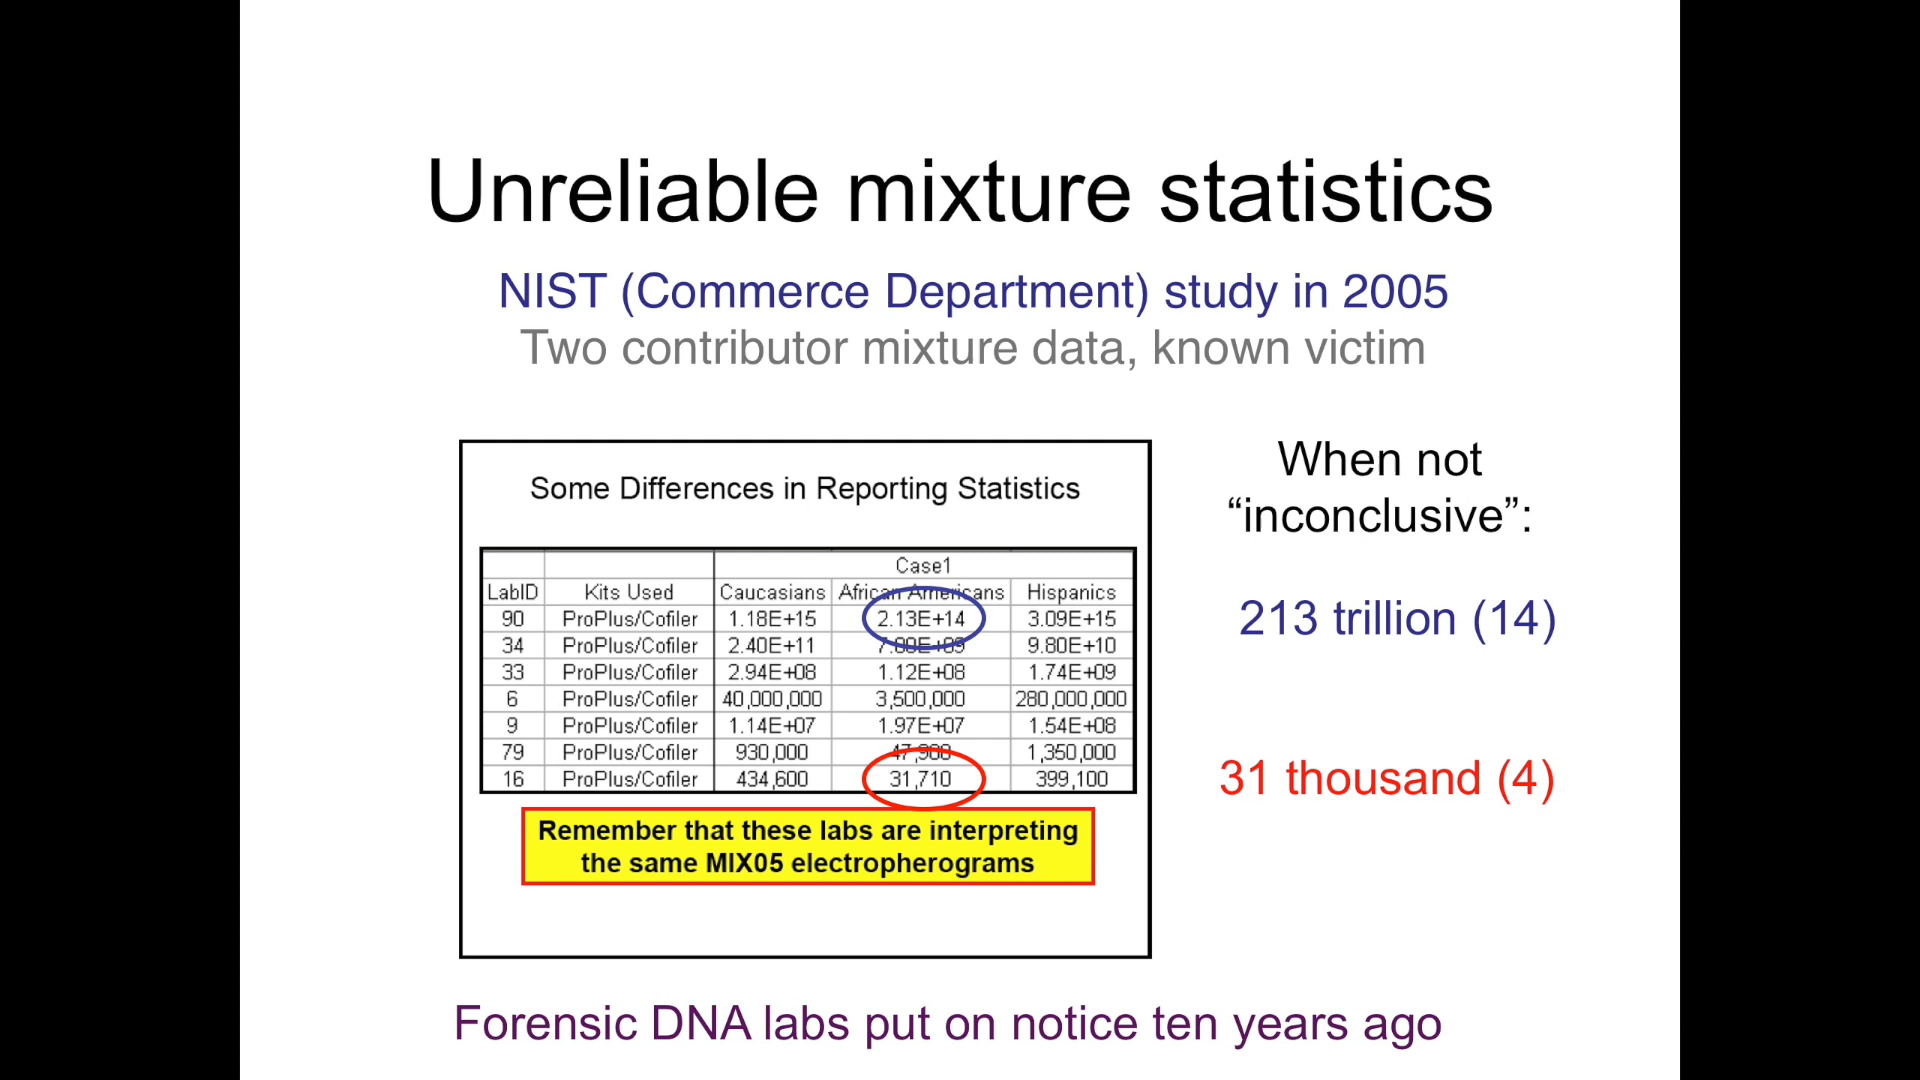 Unreliable mixture statistics
NIST (Commerce Department) study in 2005
Two contributor mixture data, known victim
Some Differences in Reporting Statistics
Case1
LabID Kits Used Caucasians African Americans Hispanics
90 ProPlus/Cofiler 1.18E+15 2.13E+14 3.09E+15
34 ProPlus/Cofiler 2.40E+11 9.80E+10
33 ProPlus/Cofiler 2.94E+08 1.12E+08 1.74E+09
6 ProPlus/Cofiler 40,000,000 3,500,000 280,000,000
9 ProPlus/Cofiler 1.14E+07 1.97E+07 1.54E+08
79 ProPlus/Cofiler 930,000 47,900 1,350,000
16 ProPlus/Cofiler 434,600 31,710 399,100
Remember that these labs are interpreting
the same MIX05 electropherograms
When not
“inconclusive”:
213 trillion (14)
31 thousand (4)
Forensic DNA labs put on notice ten years ago